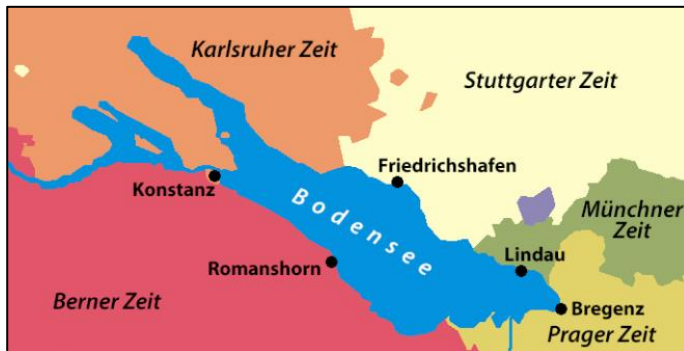 Karlsruher Zeit
Stuttgarter Zeit
Friedrichshafen
Konstanz
Bodensee
Münchner
Zeit
Lindau
Romanshorn
Berner Zeit
Bregenz
Prager Zeit